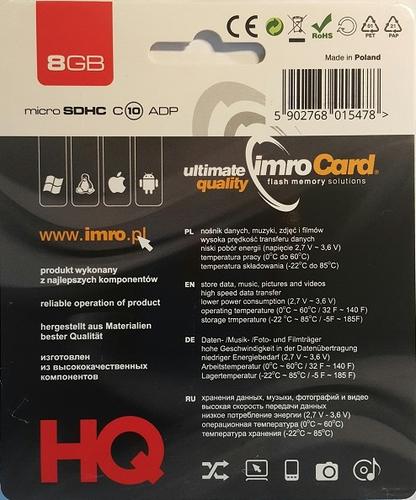 8GB
CE
RoHS
61
PET
21
PAP
Made in Poland
micro SDHC C10 ADP
5 902768 015478 >
ultimate quality
imroCard®
flash memory solutions
www.imro.pl
produkt wykonany
z najlepszych komponentów
reliable operation of product
hergestellt aus Materialien
bester Qualität
изготовлен
из высококачественных
компонентов
PL nośnik danych, muzyki, zdjęć i filmów
wysoka prędkość transferu danych
niski pobór energii (napięcie 2,7 V ~ 3,6 V)
temperatura pracy (0°C do 60°C)
temperatura składowania (-22°C do 85°C)
EN store data, music, pictures and videos
high speed data transfer
lower power consumption (2,7 V ~ 3,6 V)
operating temperature (0°C ~ 60°C / 32 F ~ 140 F)
storage trmperature (-22 °C ~ 85°C / -5F ~ 185F)
DE Daten- /Musik- /Foto- und Filmträger
hohe Geschwindigkeit in der Datenübertragung
niedriger Energiebedarf (2,7 V ~ 3,6 V)
Arbeitstemperatur (0°C ~ 60°C / 32 F ~ 140 F)
Lagertemperatur (-22°C ~ 85°C / -5 F ~ 185 F)
RU хранения данных, музыки, фотографий и видео
высокая скорость передачи данных
низкое потребление энергии (2,7 V - 3,6 V)
операционная температура (0°C ~ 60°C)
температура хранения (-22°C ~ 85°C)
HQ